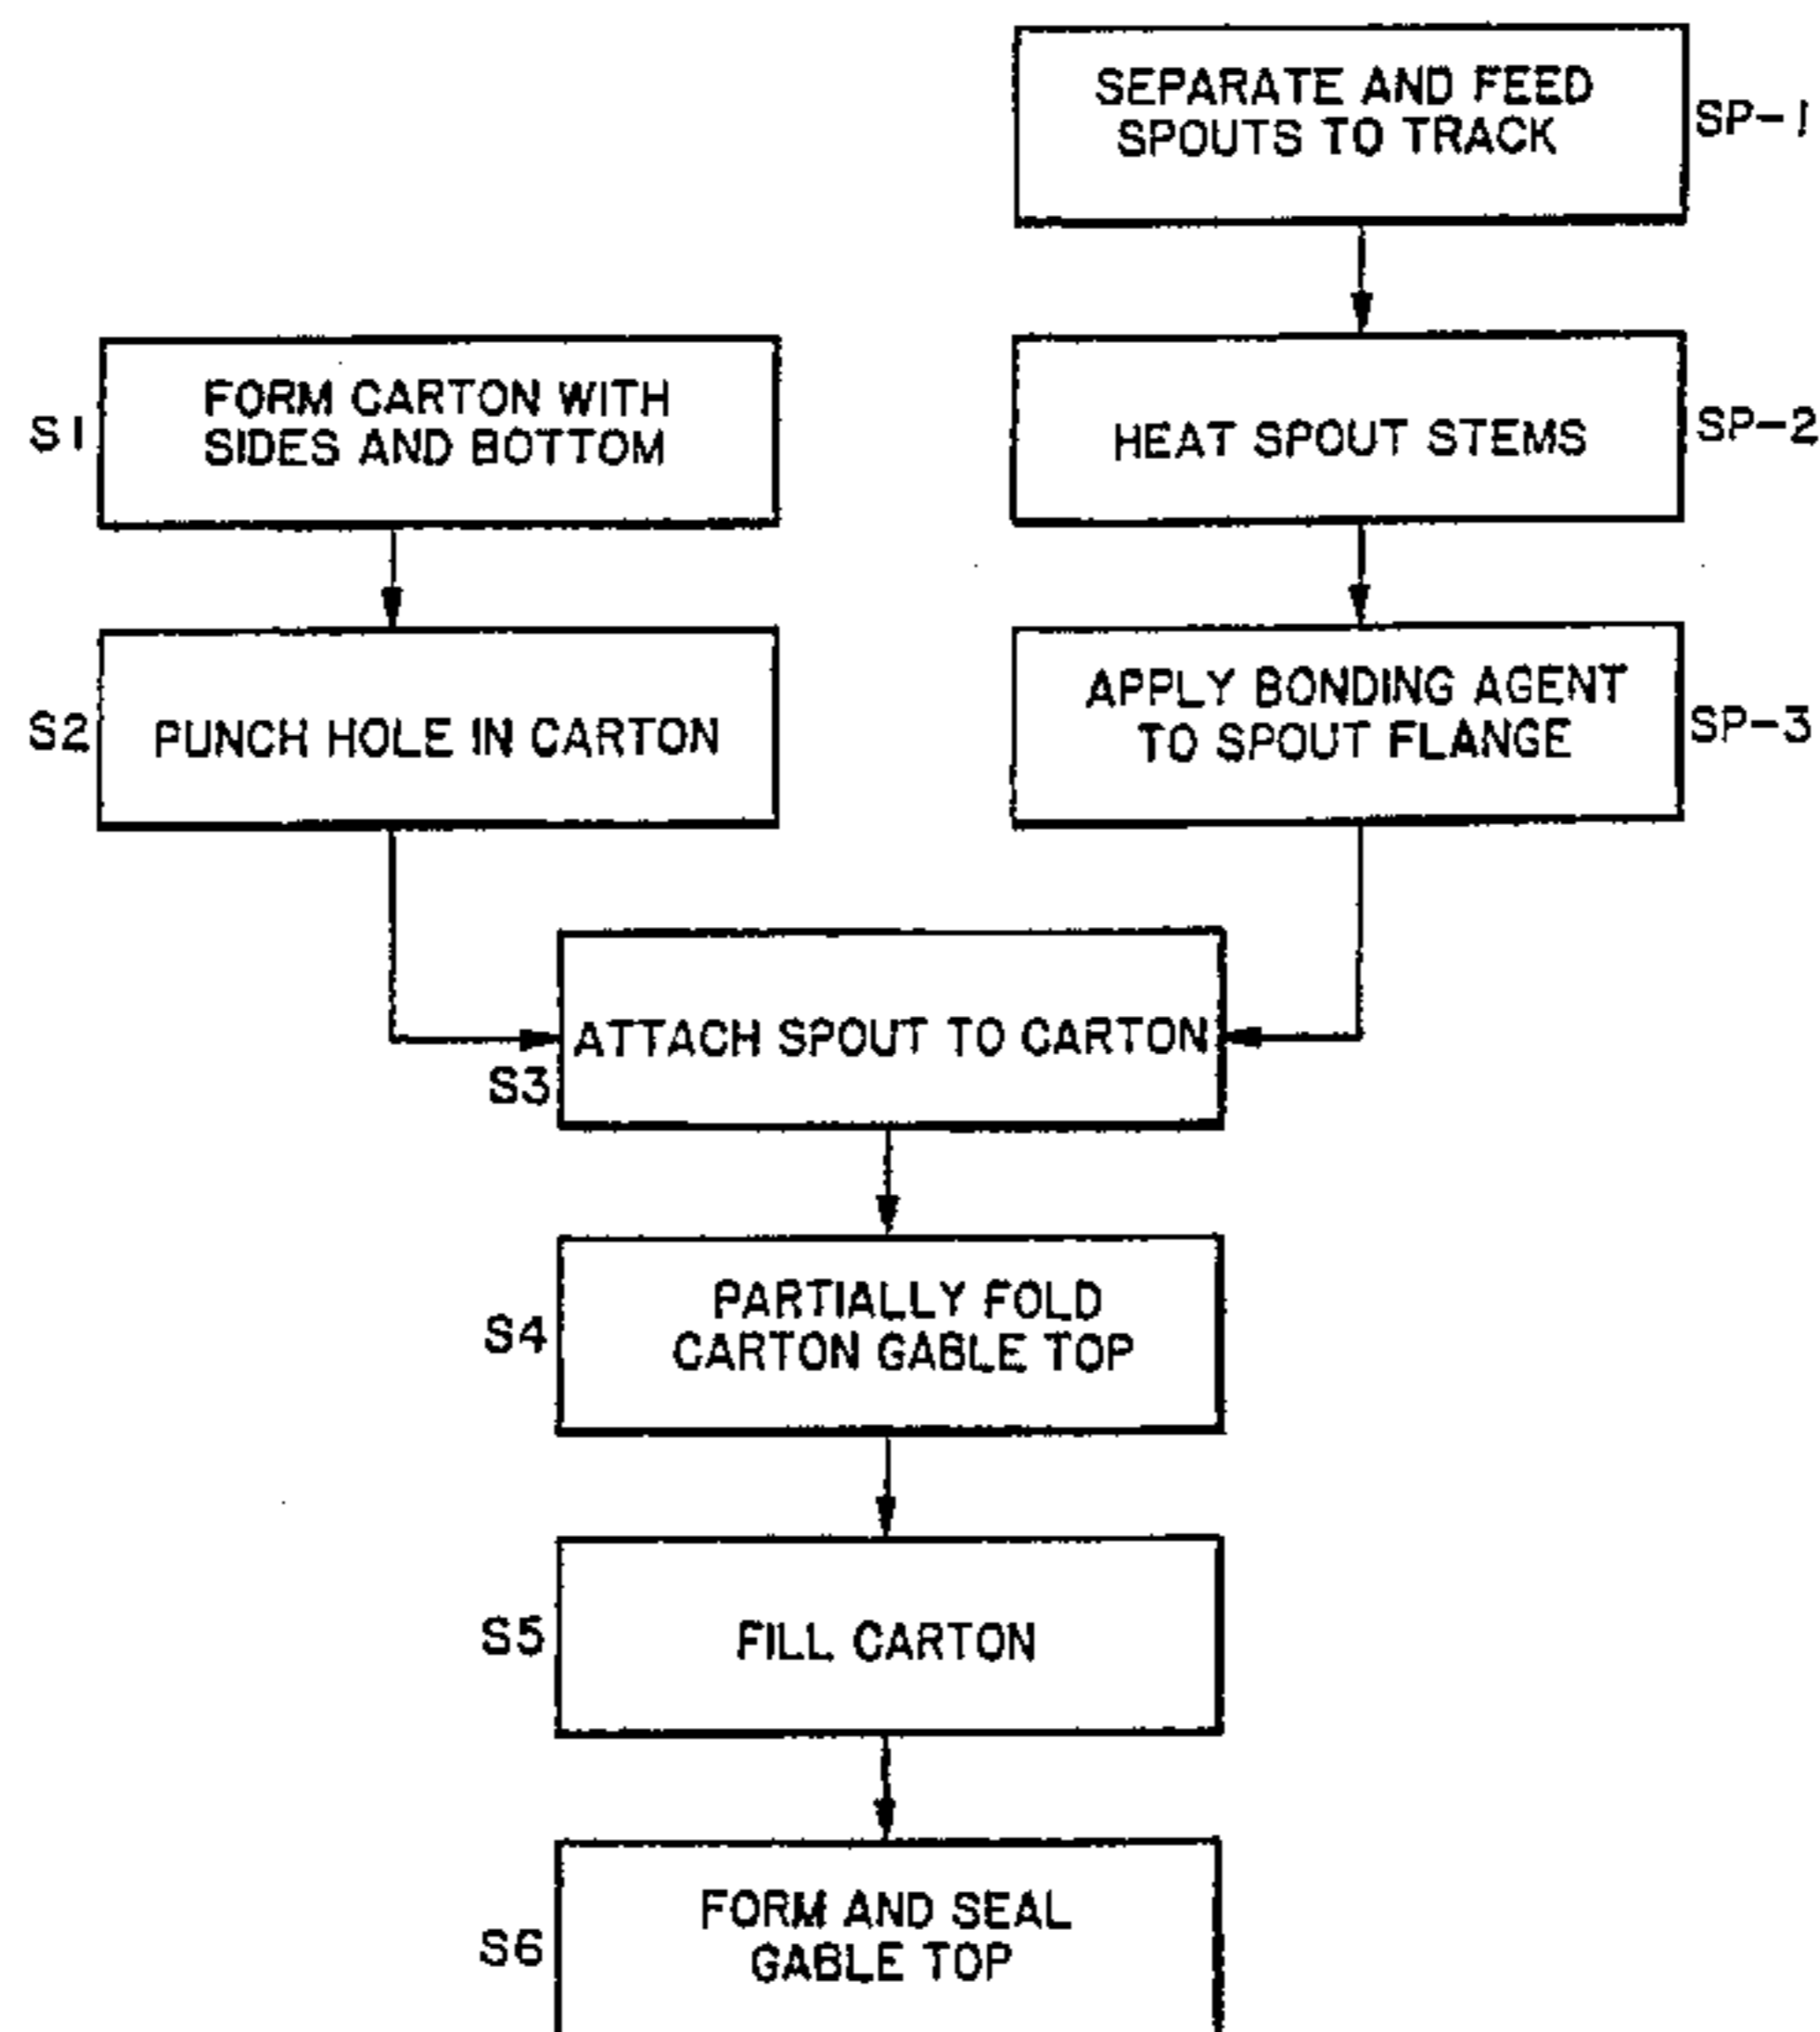 SEPARATE AND FEED
SPOUTS TO TRACK
SP-1
FORM CARTON WITH
SIDES AND BOTTOM
S1
HEAT SPOUT STEMS
SP-2
PUNCH HOLE IN CARTON
S2
APPLY BONDING AGENT
TO SPOUT FLANGE
SP-3
ATTACH SPOUT TO CARTON
S3
PARTIALLY FOLD
CARTON GABLE TOP
S4
FILL CARTON
S5
FORM AND SEAL
GABLE TOP
S6